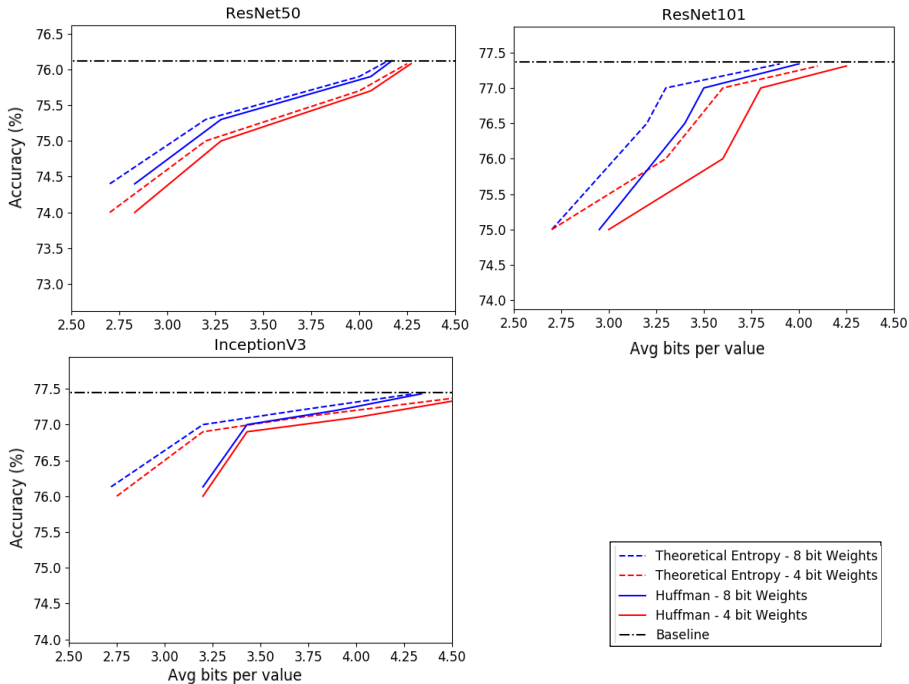 ResNet50
Accuracy (%)
76.5
76.0
75.5
75.0
74.5
74.0
73.5
73.0
2.50 2.75 3.00 3.25 3.50 3.75 4.00 4.25 4.50
ResNet101
77.5
77.0
76.5
76.0
75.5
75.0
74.5
74.0
2.50 2.75 3.00 3.25 3.50 3.75 4.00 4.25 4.50
Avg bits per value
InceptionV3
Accuracy (%)
77.5
77.0
76.5
76.0
75.5
75.0
74.5
74.0
2.50 2.75 3.00 3.25 3.50 3.75 4.00 4.25 4.50
Avg bits per value
Theoretical Entropy - 8 bit Weights
Theoretical Entropy - 4 bit Weights
Huffman - 8 bit Weights
Huffman - 4 bit Weights
Baseline